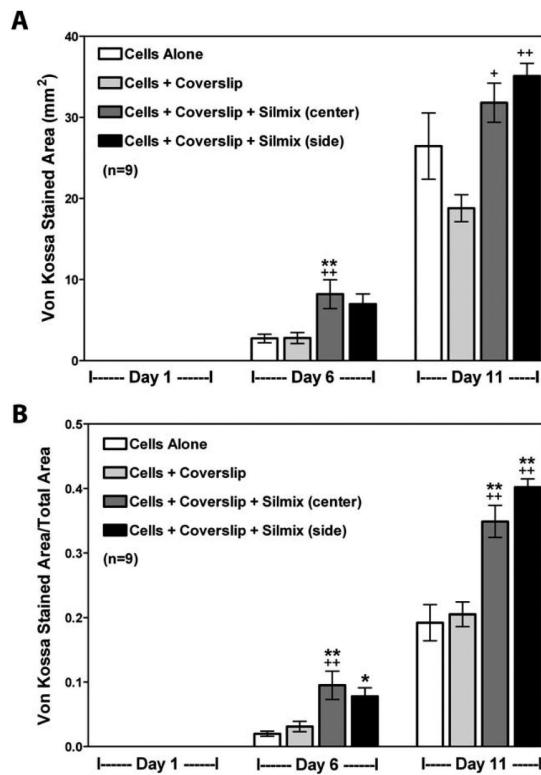 A
Von Kossa Stained Area (mm²)
40
30
20
10
0
Cells Alone
Cells + Coverslip
Cells + Coverslip + Silmix (center)
Cells + Coverslip + Silmix (side)
(n=9)
**
++
+
++
I------ Day 1 ------I
I------ Day 6 ------I
I----- Day 11 -----I
B
Von Kossa Stained Area/Total Area
0.5
0.4
0.3
0.2
0.1
0.0
Cells Alone
Cells + Coverslip
Cells + Coverslip + Silmix (center)
Cells + Coverslip + Silmix (side)
(n=9)
**
++
*
**
++
**
++
I------ Day 1 ------I
I------ Day 6 ------I
I----- Day 11 -----I